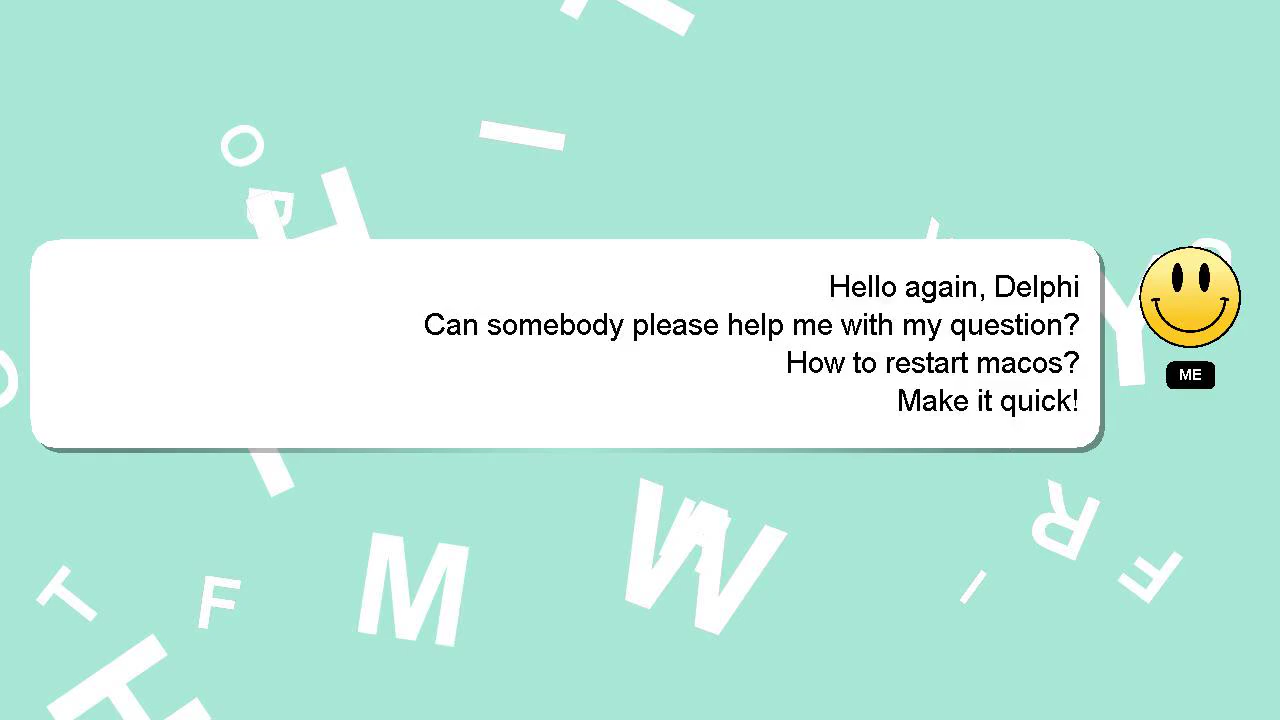 Hello again, Delphi
Can somebody please help me with my question?
How to restart macos?
Make it quick!
ME
O
I
Y
R
F
I
W
M
F
T
H